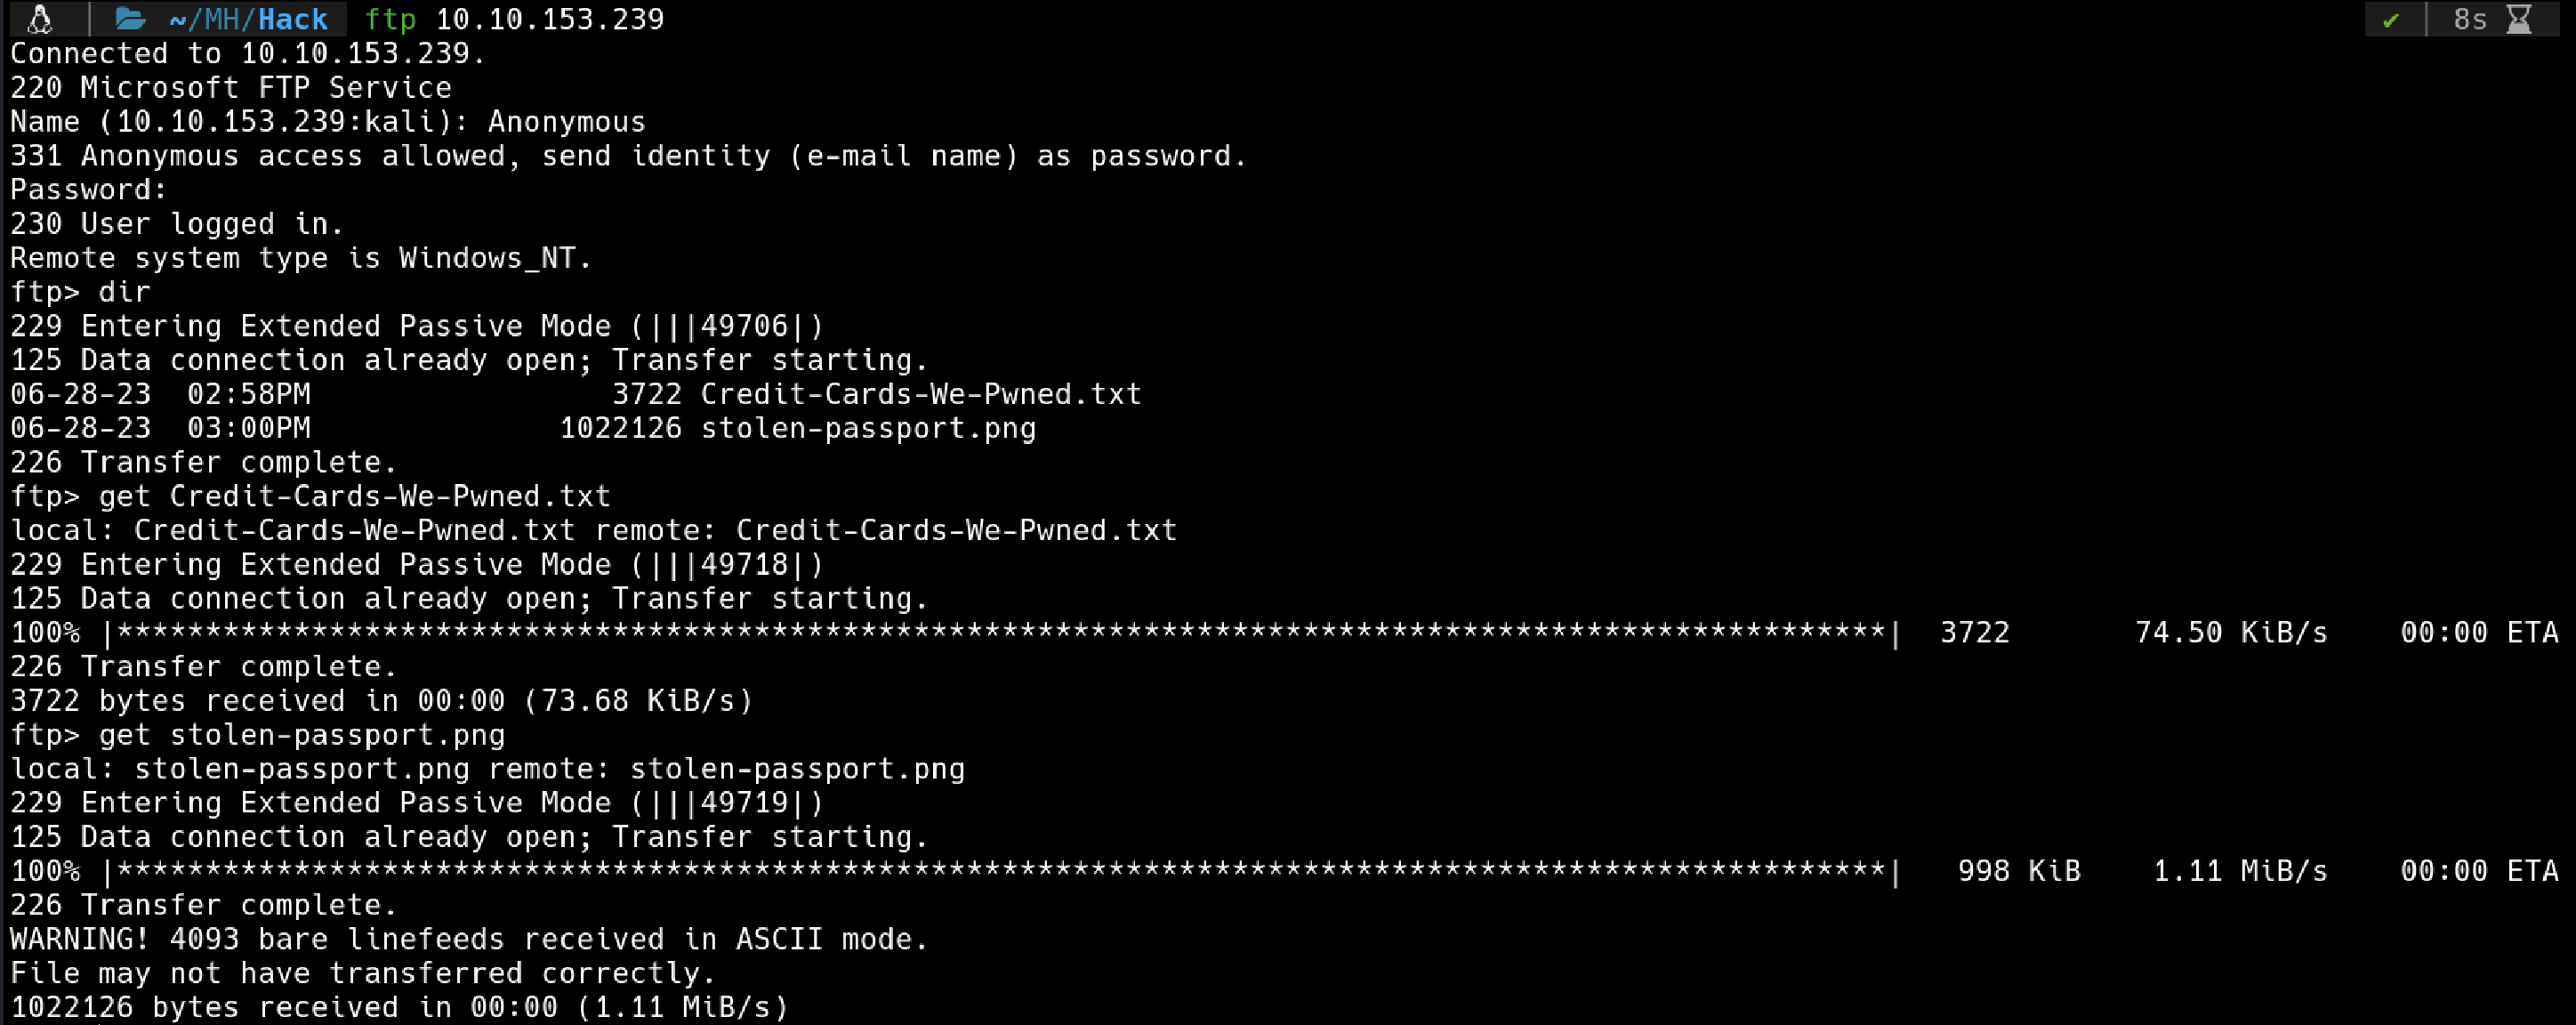 ~/MH/Hack ftp 10.10.153.239 ✔ 8s
Connected to 10.10.153.239.
220 Microsoft FTP Service
Name (10.10.153.239:kali): Anonymous
331 Anonymous access allowed, send identity (e-mail name) as password.
Password:
230 User logged in.
Remote system type is Windows_NT.
ftp> dir
229 Entering Extended Passive Mode (|||49706|)
125 Data connection already open; Transfer starting.
06-28-23  02:58PM                 3722 Credit-Cards-We-Pwned.txt
06-28-23  03:00PM              1022126 stolen-passport.png
226 Transfer complete.
ftp> get Credit-Cards-We-Pwned.txt
local: Credit-Cards-We-Pwned.txt remote: Credit-Cards-We-Pwned.txt
229 Entering Extended Passive Mode (|||49718|)
125 Data connection already open; Transfer starting.
100% |****************************************************************************************************|  3722       74.50 KiB/s    00:00 ETA
226 Transfer complete.
3722 bytes received in 00:00 (73.68 KiB/s)
ftp> get stolen-passport.png
local: stolen-passport.png remote: stolen-passport.png
229 Entering Extended Passive Mode (|||49719|)
125 Data connection already open; Transfer starting.
100% |****************************************************************************************************|   998 KiB    1.11 MiB/s    00:00 ETA
226 Transfer complete.
WARNING! 4093 bare linefeeds received in ASCII mode.
File may not have transferred correctly.
1022126 bytes received in 00:00 (1.11 MiB/s)